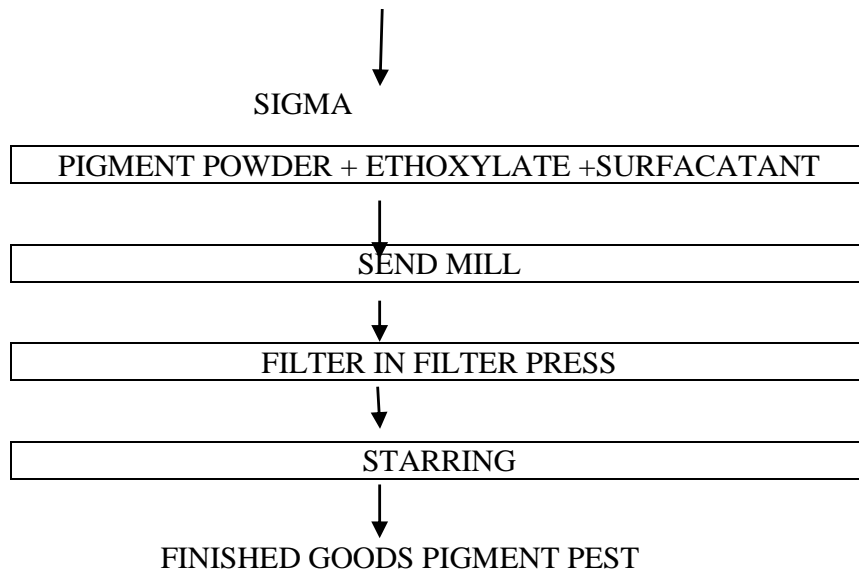 SIGMA
PIGMENT POWDER + ETHOXYLATE +SURFACATANT
SEND MILL
FILTER IN FILTER PRESS
STARRING
FINISHED GOODS PIGMENT PEST